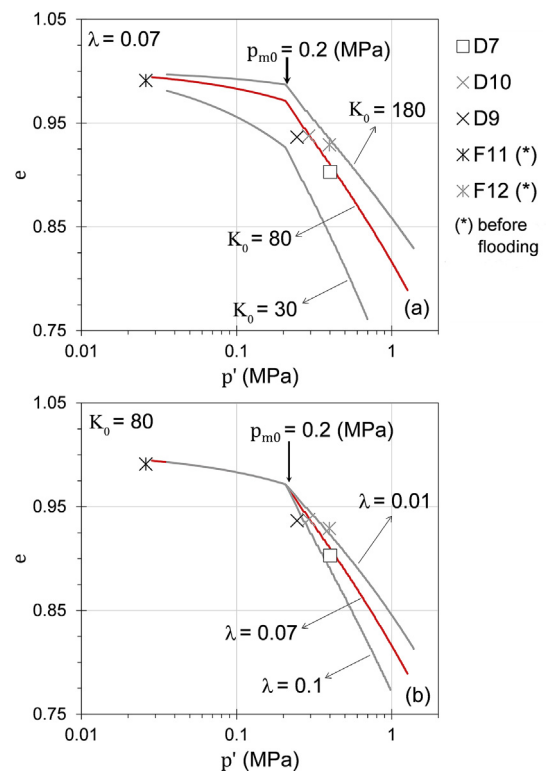 λ = 0.07
p_m0 = 0.2 (MPa)
K_0 = 180
K_0 = 80
K_0 = 30
(a)
1.05
0.95
0.85
0.75
e
0.01
0.1
1
p' (MPa)
D7
D10
D9
F11 (*)
F12 (*)
(*) before
flooding
K_0 = 80
p_m0 = 0.2 (MPa)
λ = 0.01
λ = 0.07
λ = 0.1
(b)
1.05
0.95
0.85
0.75
e
0.01
0.1
1
p' (MPa)